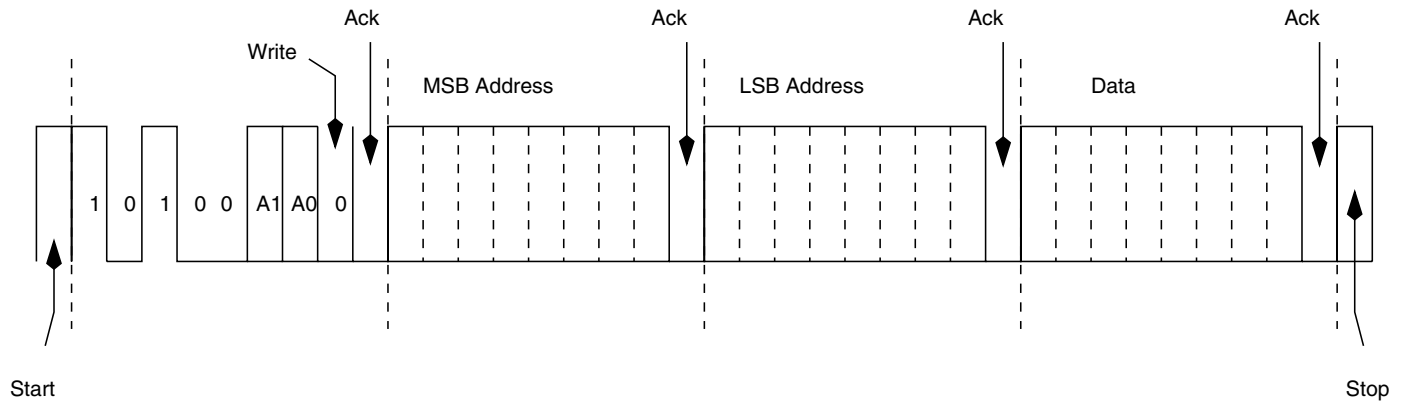 Ack Ack Ack Ack
Write
MSB Address LSB Address Data
1 0 1 0 0 A1 A0 0
Start Stop